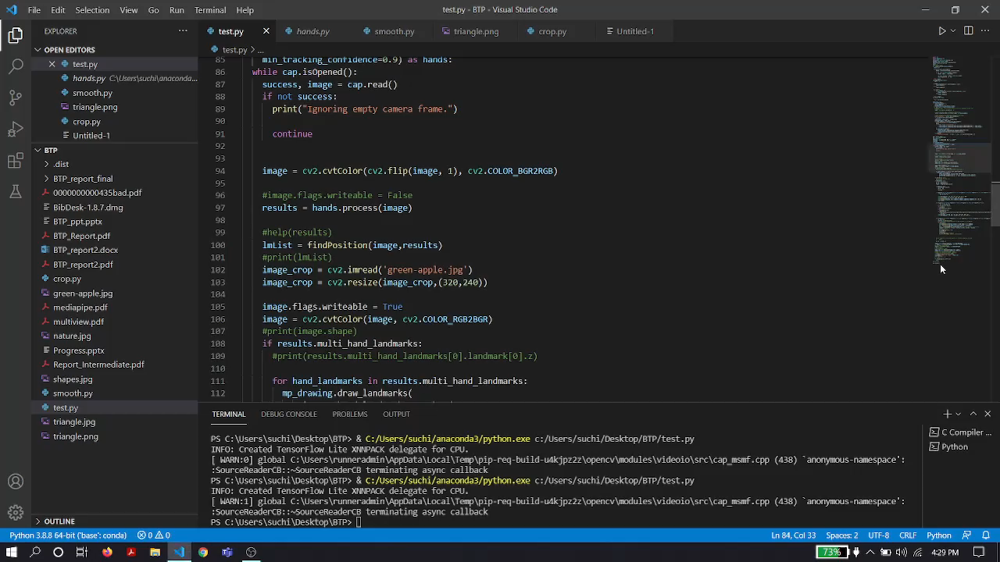 File Edit Selection View Go Run Terminal Help
test.py - BTP - Visual Studio Code
EXPLORER
OPEN EDITORS
test.py
hands.py C:\Users\suchi\anaconda...
smooth.py
triangle.png
crop.py
Untitled-1
BTP
.dist
BTP_report_final
0000000000435bad.pdf
BibDesk-1.8.7.dmg
BTP_ppt.pptx
BTP_Report.pdf
BTP_report2.docx
BTP_report2.pdf
crop.py
green-apple.jpg
mediapipe.pdf
multiview.pdf
nature.jpg
Progress.pptx
Report_Intermediate.pdf
shapes.jpg
smooth.py
test.py
triangle.jpg
triangle.png
OUTLINE
test.py hands.py smooth.py triangle.png crop.py Untitled-1
test.py > ...
85 min_tracking_confidence=0.9) as hands:
86 while cap.isOpened():
87 success, image = cap.read()
88 if not success:
89 print("Ignoring empty camera frame.")
90
91 continue
92
93
94 image = cv2.cvtColor(cv2.flip(image, 1), cv2.COLOR_BGR2RGB)
95
96 #image.flags.writeable = False
97 results = hands.process(image)
98
99 #help(results)
100 lmList = findPosition(image,results)
101 #print(lmList)
102 image_crop = cv2.imread('green-apple.jpg')
103 image_crop = cv2.resize(image_crop,(320,240))
104
105 image.flags.writeable = True
106 image = cv2.cvtColor(image, cv2.COLOR_RGB2BGR)
107 #print(image.shape)
108 if results.multi_hand_landmarks:
109 #print(results.multi_hand_landmarks[0].landmark[0].z)
110
111 for hand_landmarks in results.multi_hand_landmarks:
112 mp_drawing.draw_landmarks(
TERMINAL DEBUG CONSOLE PROBLEMS OUTPUT
PS C:\Users\suchi\Desktop\BTP> & C:/Users/suchi/anaconda3/python.exe c:/Users/suchi/Desktop/BTP/test.py
INFO: Created TensorFlow Lite XNNPACK delegate for CPU.
[ WARN:0] global C:\Users\runneradmin\AppData\Local\Temp\pip-req-build-u4kjpz2z\opencv\modules\videoio\src\cap_msmf.cpp (438) `anonymous-namespace':
:SourceReaderCB::~SourceReaderCB terminating async callback
PS C:\Users\suchi\Desktop\BTP> & C:/Users/suchi/anaconda3/python.exe c:/Users/suchi/Desktop/BTP/test.py
INFO: Created TensorFlow Lite XNNPACK delegate for CPU.
[ WARN:1] global C:\Users\runneradmin\AppData\Local\Temp\pip-req-build-u4kjpz2z\opencv\modules\videoio\src\cap_msmf.cpp (438) `anonymous-namespace':
:SourceReaderCB::~SourceReaderCB terminating async callback
PS C:\Users\suchi\Desktop\BTP>
C Compiler ...
Python
Python 3.8.8 64-bit ('base': conda) 0 0 Ln 84, Col 33 Spaces: 2 UTF-8 CRLF Python
73% 4:29 PM